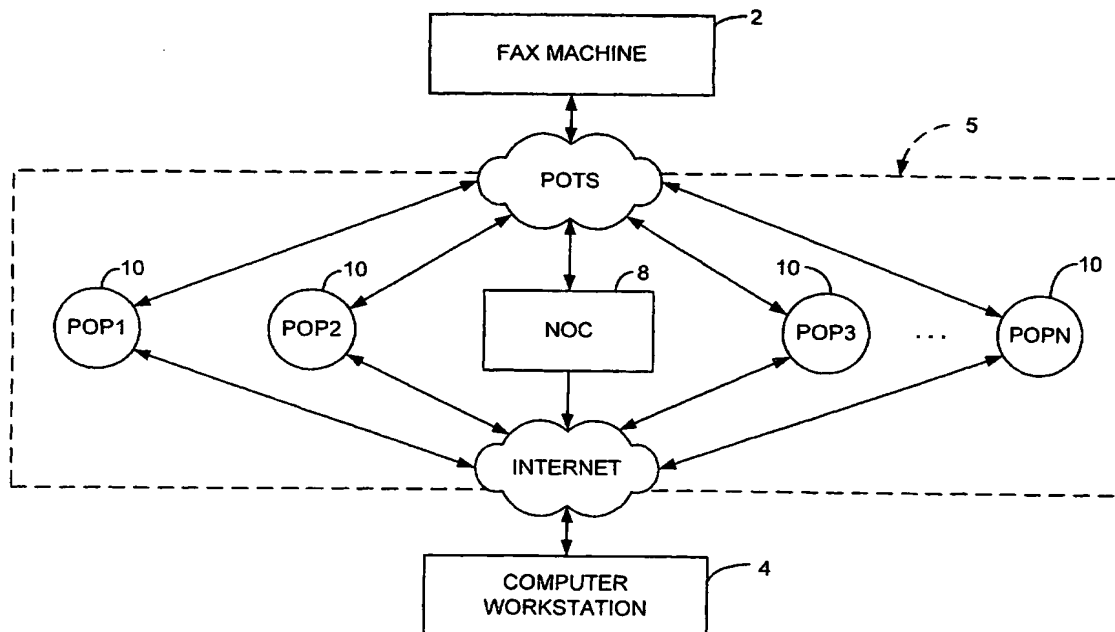 2
FAX MACHINE
5
POTS
10
10
8
10
10
POP1
POP2
NOC
POP3
...
POPN
INTERNET
4
COMPUTER
WORKSTATION